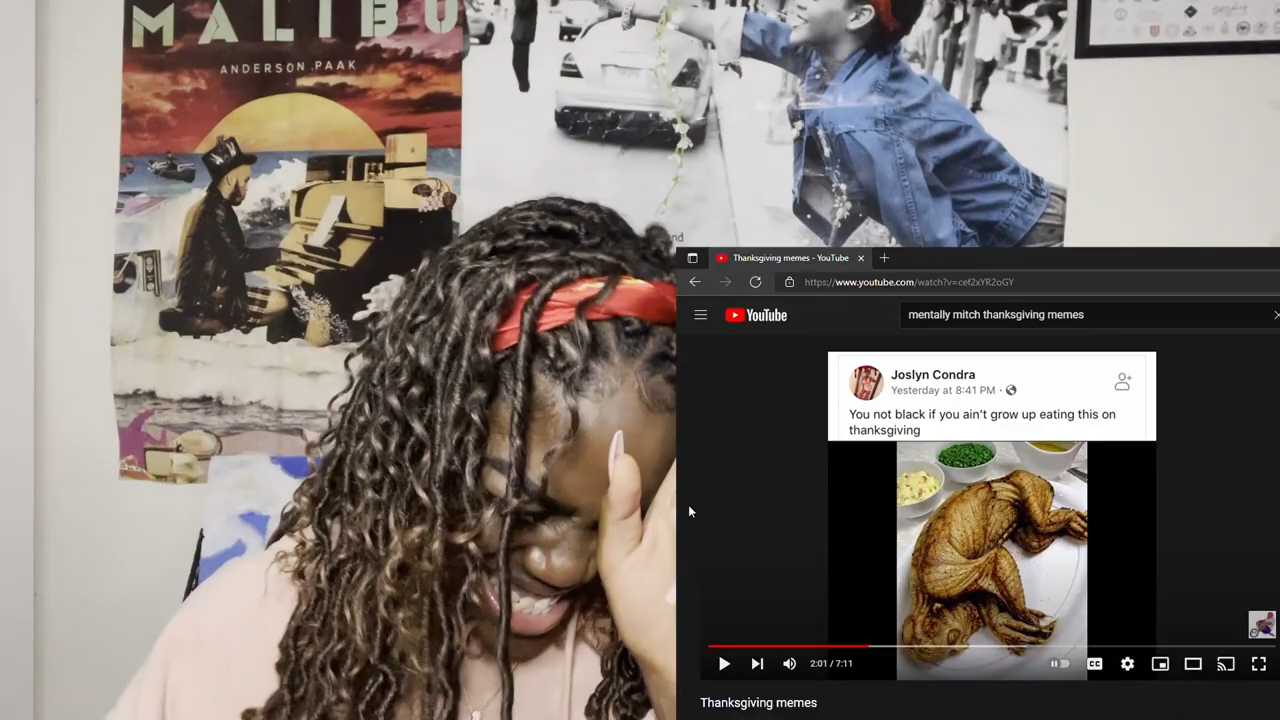 MALIBU
ANDERSON .PAAK
nd
Thanksgiving memes - YouTube
https://www.youtube.com/watch?v=cef2xYR2oGY
YouTube
mentally mitch thanksgiving memes
Joslyn Condra
Yesterday at 8:41 PM ·
You not black if you ain't grow up eating this on
thanksgiving
2:01 / 7:11
CC
Thanksgiving memes